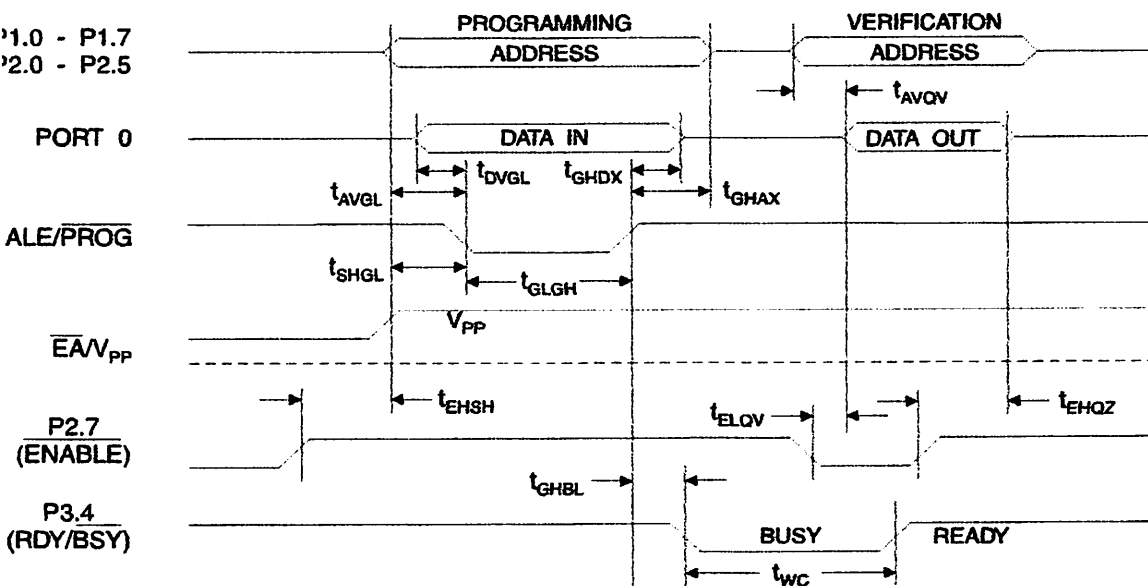 PROGRAMMING VERIFICATION
P1.0 - P1.7
P2.0 - P2.5
ADDRESS ADDRESS
tAVQV
PORT 0
DATA IN DATA OUT
tDVGL tGHDX
tAVGL tGHAX
ALE/PROG
tSHGL tGLGH
VPP
EA/VPP
tEHSH tELQV tEHQZ
P2.7
(ENABLE)
tGHBL
P3.4
(RDY/BSY)
BUSY READY
tWC